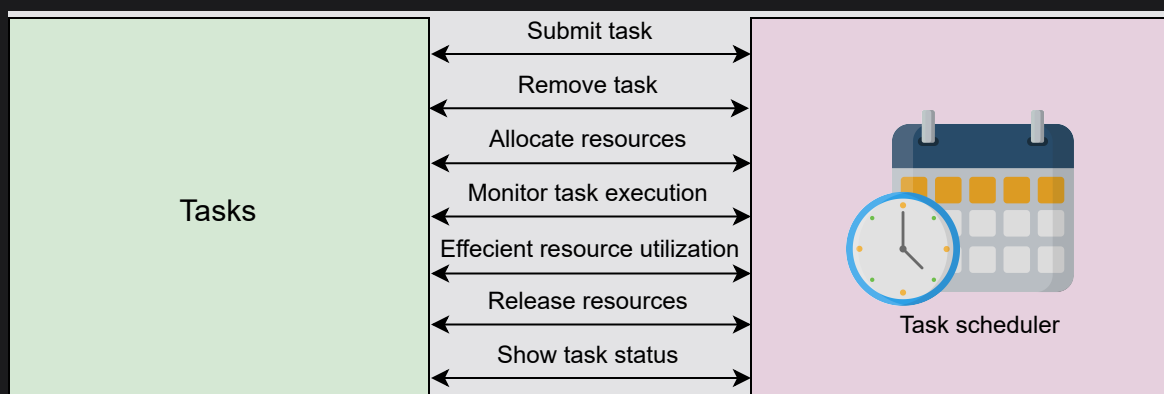 Submit task
Remove task
Allocate resources
Monitor task execution
Effecient resource utilization
Release resources
Show task status
Tasks
Task scheduler